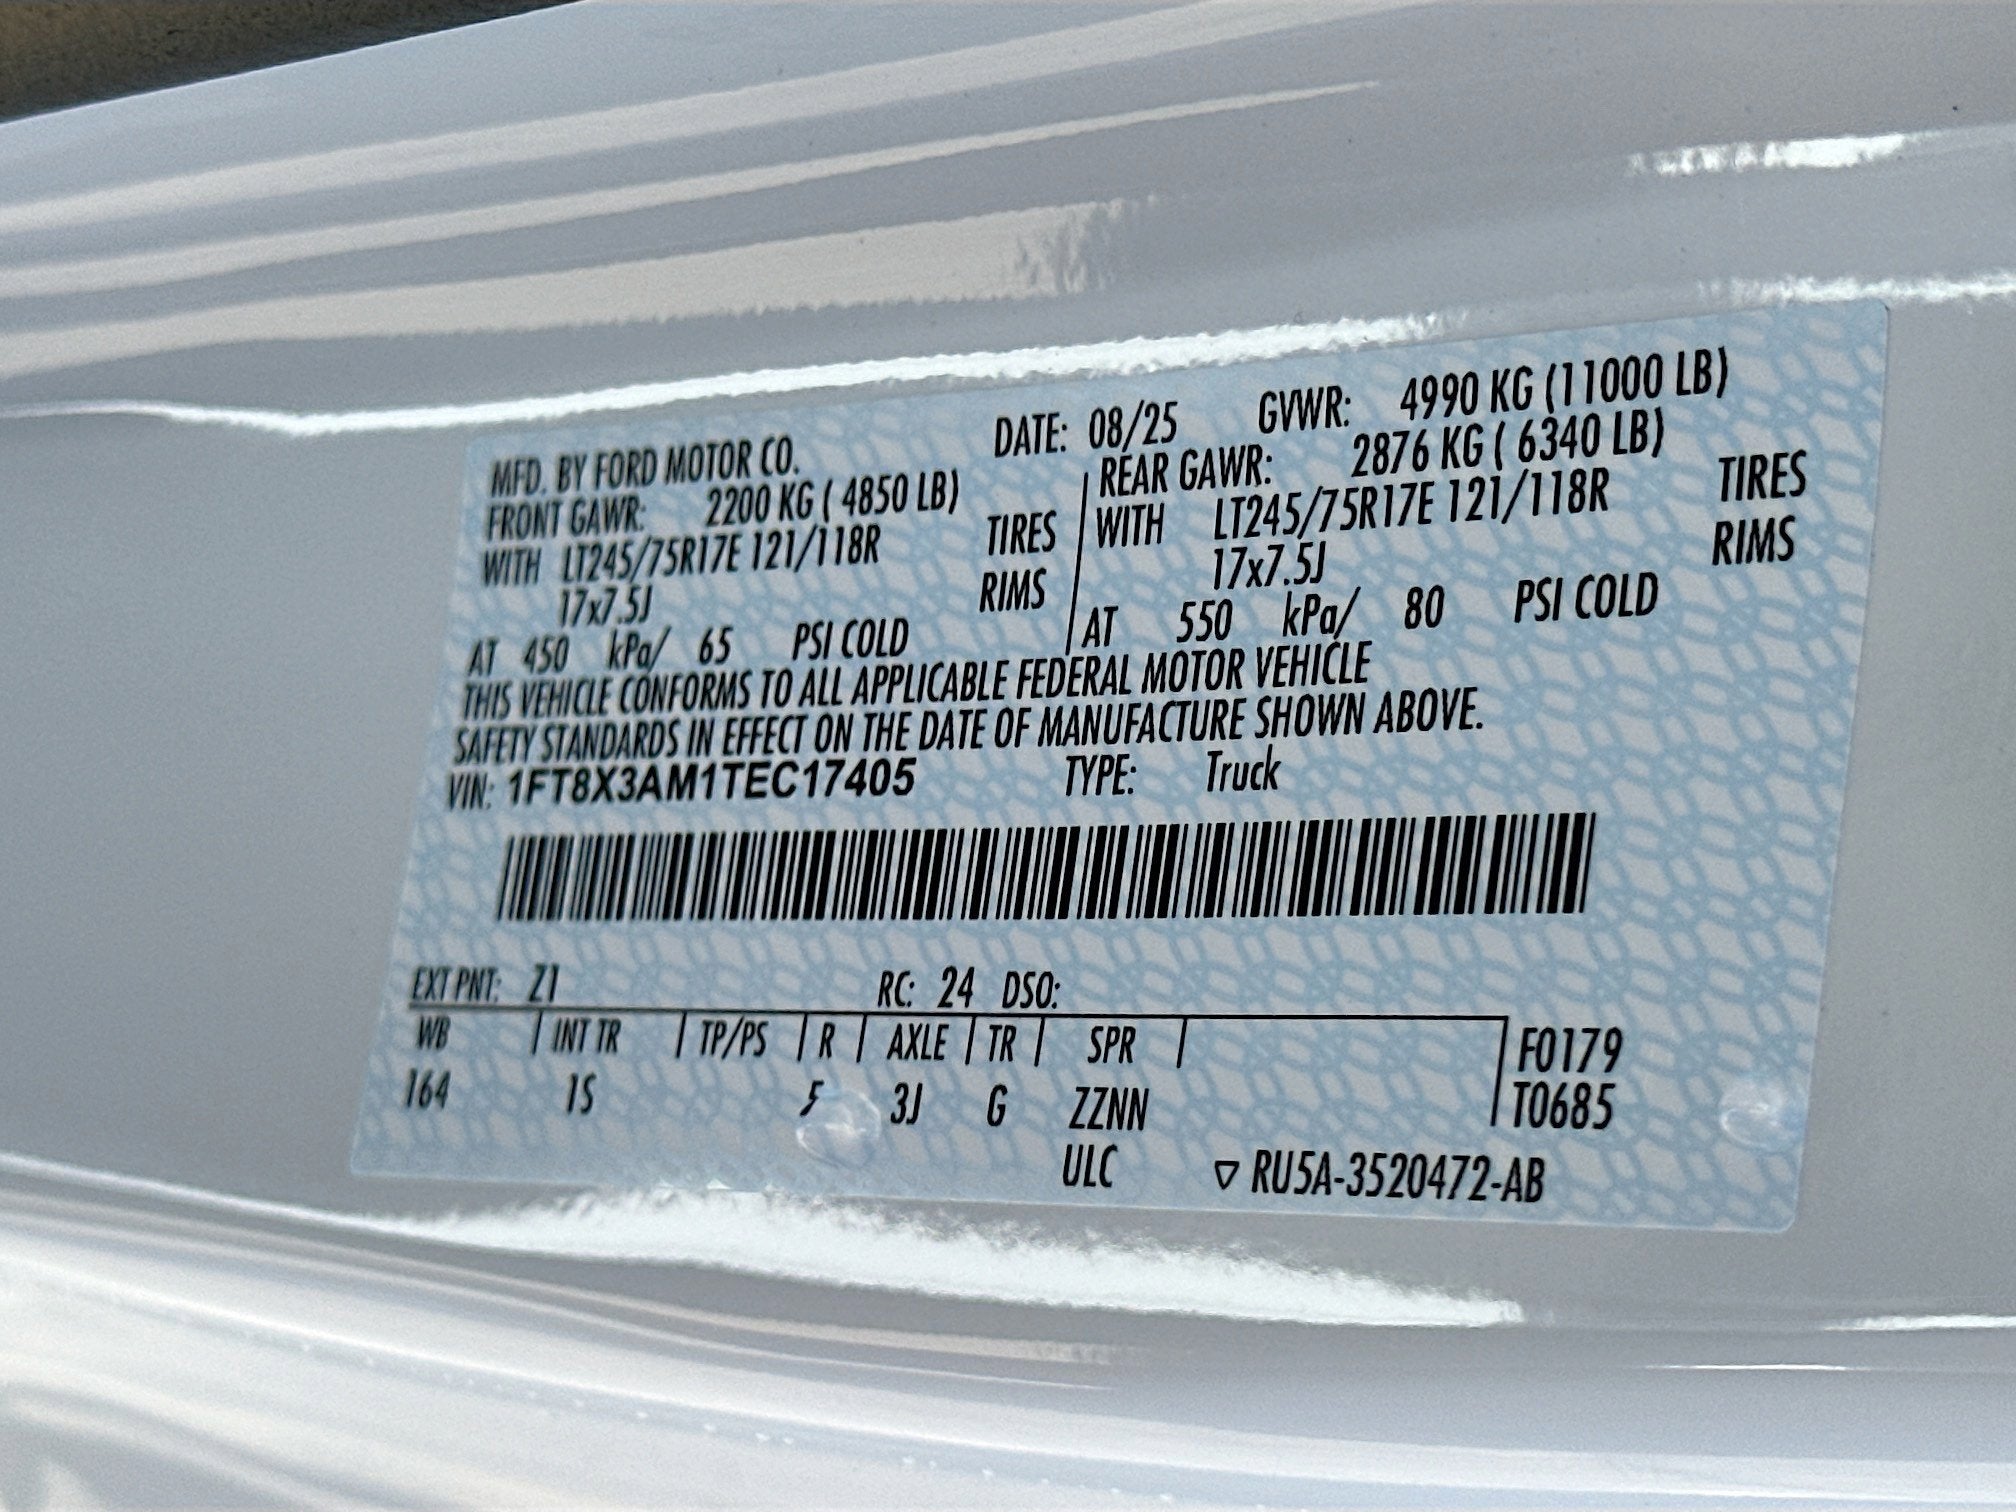 MFD. BY FORD MOTOR CO. DATE: 08/25 GVWR: 4990 KG (11000 LB)
FRONT GAWR: 2200 KG ( 4850 LB) REAR GAWR: 2876 KG ( 6340 LB)
WITH LT245/75R17E 121/118R TIRES WITH LT245/75R17E 121/118R TIRES
17x7.5J RIMS 17x7.5J RIMS
AT 450 kPa/ 65 PSI COLD AT 550 kPa/ 80 PSI COLD
THIS VEHICLE CONFORMS TO ALL APPLICABLE FEDERAL MOTOR VEHICLE
SAFETY STANDARDS IN EFFECT ON THE DATE OF MANUFACTURE SHOWN ABOVE.
VIN: 1FT8X3AM1TEC17405 TYPE: Truck
EXT PNT: Z1 RC: 24 DSO:
WB INT TR TP/PS R AXLE TR SPR F0179
164 1S 5 3J G ZZNN T0685
ULC ▽ RU5A-3520472-AB